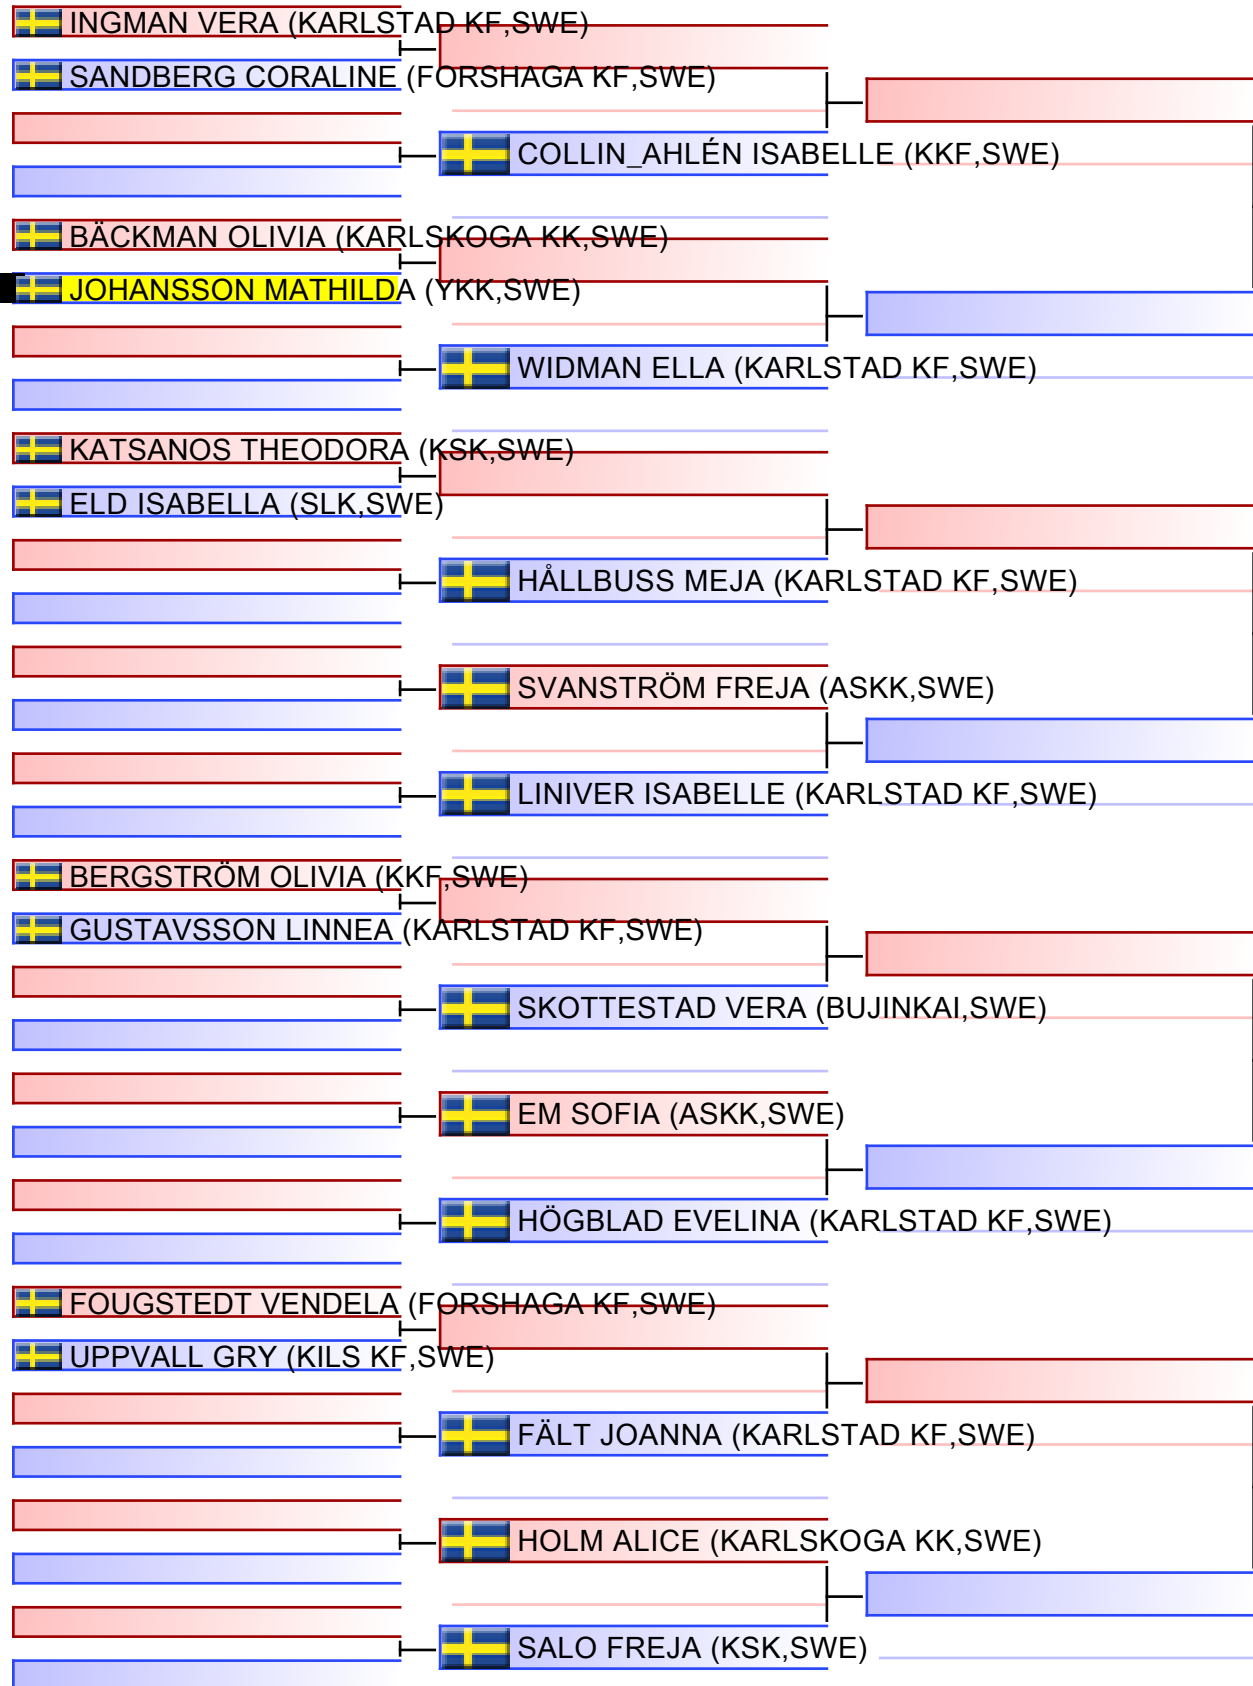 INGMAN VERA (KARLSTAD KF,SWE)
SANDBERG CORALINE (FORSHAGA KF,SWE)
COLLIN_AHLÉN ISABELLE (KKF,SWE)
BÄCKMAN OLIVIA (KARLSKOGA KK,SWE)
JOHANSSON MATHILDA (YKK,SWE)
WIDMAN ELLA (KARLSTAD KF,SWE)
KATSANOS THEODORA (KSK,SWE)
ELD ISABELLA (SLK,SWE)
HÅLLBUSS MEJA (KARLSTAD KF,SWE)
SVANSTRÖM FREJA (ASKK,SWE)
LINIVER ISABELLE (KARLSTAD KF,SWE)
BERGSTRÖM OLIVIA (KKF,SWE)
GUSTAVSSON LINNEA (KARLSTAD KF,SWE)
SKOTTESTAD VERA (BUJINKAI,SWE)
EM SOFIA (ASKK,SWE)
HÖGBLAD EVELINA (KARLSTAD KF,SWE)
FOUGSTEDT VENDELA (FORSHAGA KF,SWE)
UPPVALL GRY (KILS KF,SWE)
FÄLT JOANNA (KARLSTAD KF,SWE)
HOLM ALICE (KARLSKOGA KK,SWE)
SALO FREJA (KSK,SWE)